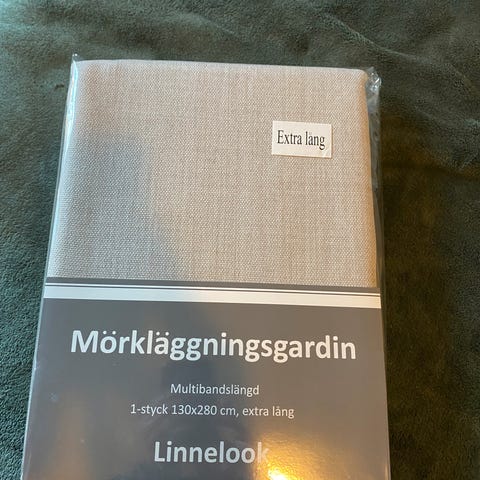 Extra lång
Mörkläggningsgardin
Multibandslängd
1-styck 130x280 cm, extra lång
Linnelook